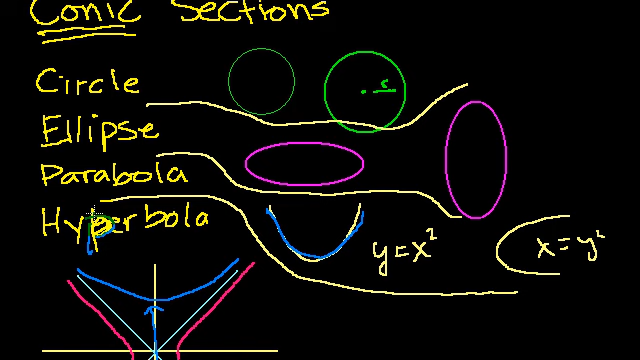 Conic Sections
Circle
Ellipse
Parabola
Hyperbola
y=x²
x=y²